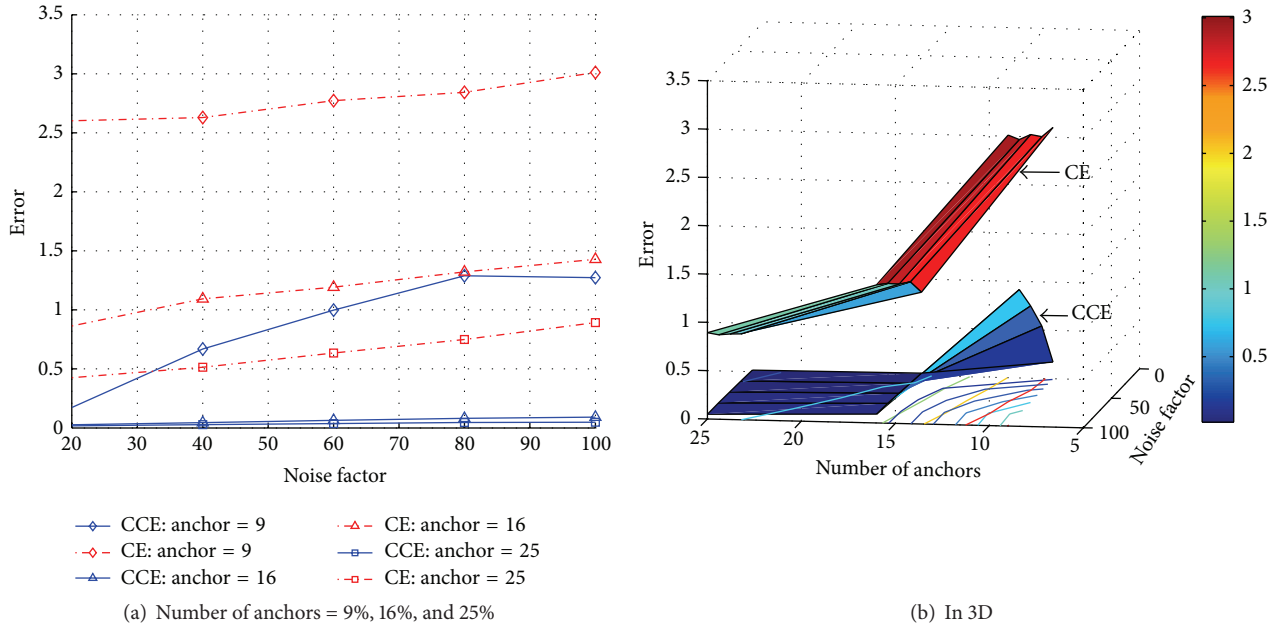 3.5
3
2.5
2
1.5
1
0.5
0
Error
20 30 40 50 60 70 80 90 100
Noise factor
CCE: anchor = 9
CE: anchor = 9
CCE: anchor = 16
CE: anchor = 16
CCE: anchor = 25
CE: anchor = 25
(a) Number of anchors = 9%, 16%, and 25%
3.5
3
2.5
2
1.5
1
0.5
0
Error
25 20 15 10 5
Number of anchors
0
50
100
Noise factor
CE
CCE
3
2.5
2
1.5
1
0.5
(b) In 3D